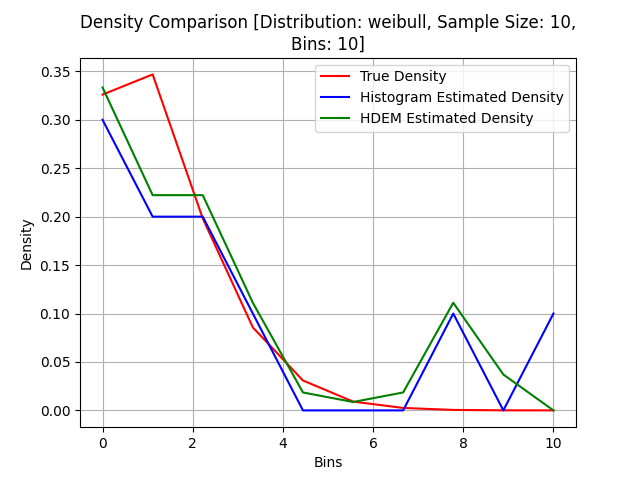 Density Comparison [Distribution: weibull, Sample Size: 10,
Bins: 10]
True Density
Histogram Estimated Density
HDEM Estimated Density
Density
0.35
0.30
0.25
0.20
0.15
0.10
0.05
0.00
0 2 4 6 8 10
Bins